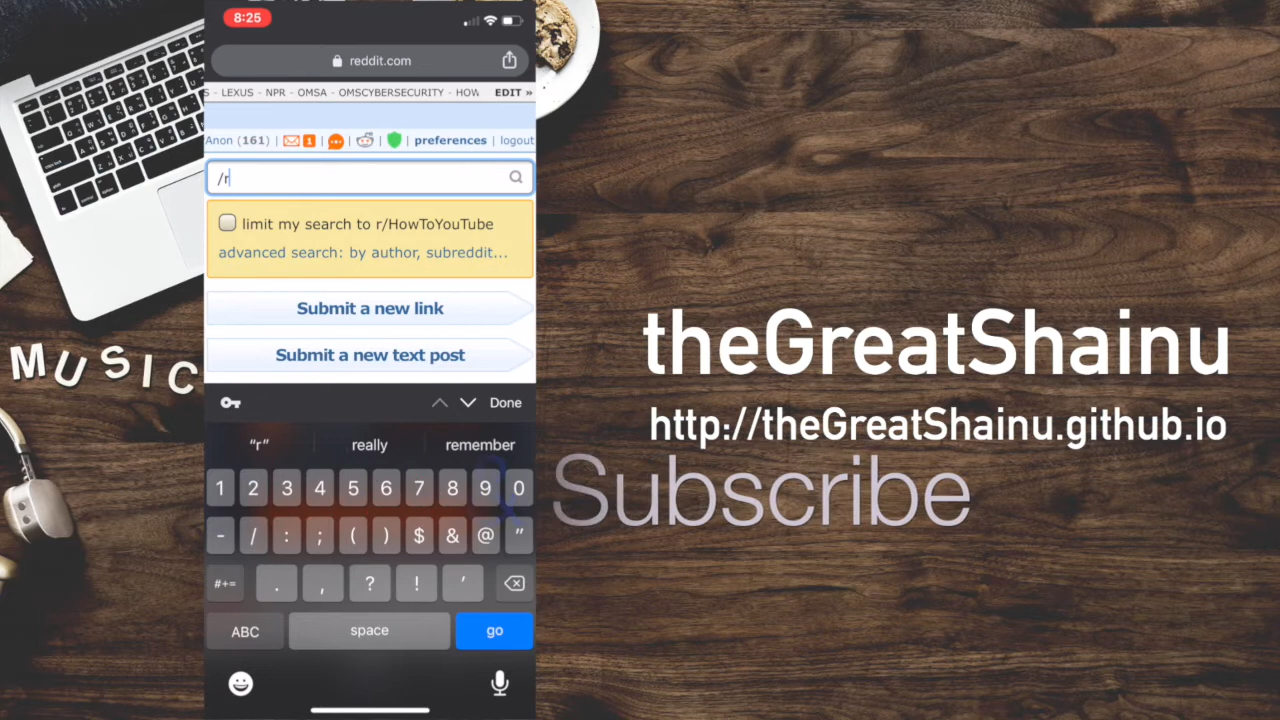 8:25
reddit.com
S - LEXUS - NPR - OMSA - OMSCYBERSECURITY - HOW EDIT »
Anon (161) | 1 | | | | preferences | logout
/r
limit my search to r/HowToYouTube
advanced search: by author, subreddit...
Submit a new link
Submit a new text post
Done
“r” really remember
1 2 3 4 5 6 7 8 9 0
- / : ; ( ) $ & @ "
#+= . , ? ! ' 
ABC space go
MUSIC
theGreatShainu
http://theGreatShainu.github.io
Subscribe